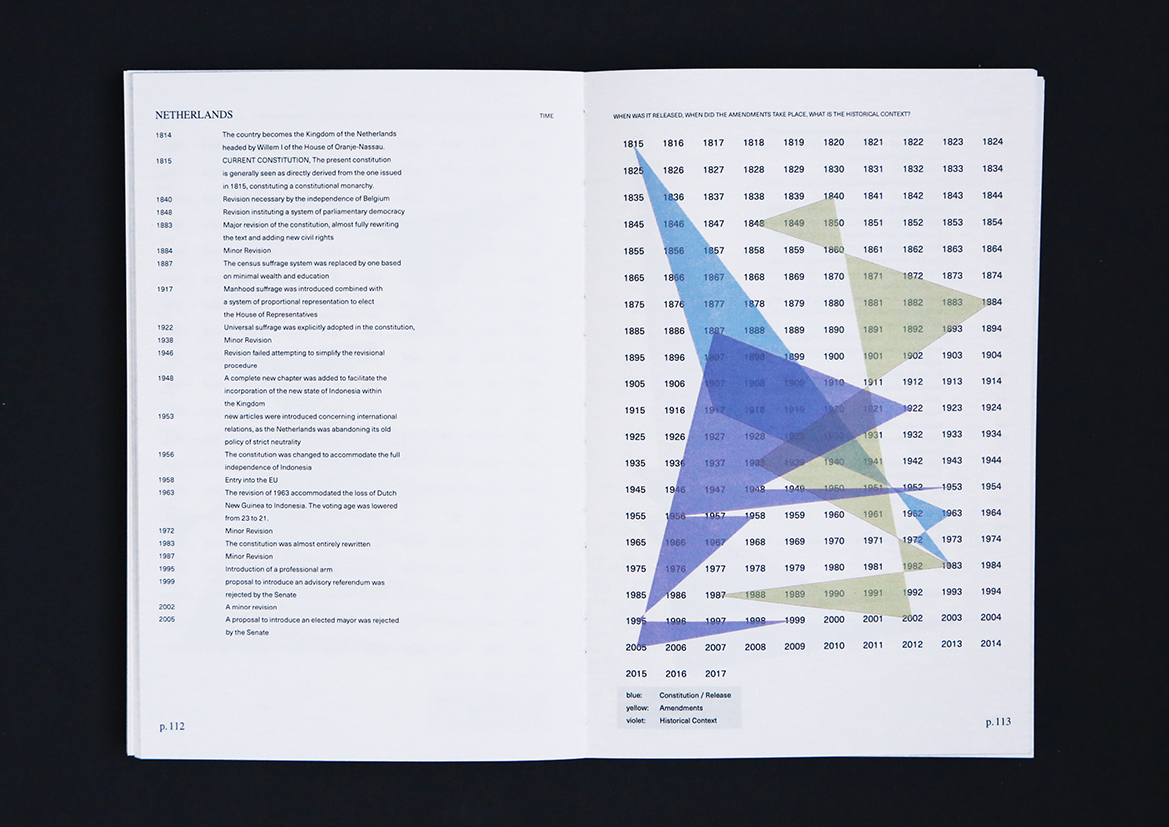 NETHERLANDS
TIME
1814 The country becomes the Kingdom of the Netherlands
headed by Willem I of the House of Oranje-Nassau.
1815 CURRENT CONSTITUTION, The present constitution
is generally seen as directly derived from the one issued
in 1815, constituting a constitutional monarchy.
1840 Revision necessary by the independence of Belgium
1848 Revision instituting a system of parliamentary democracy
1883 Major revision of the constitution, almost fully rewriting
the text and adding new civil rights
1884 Minor Revision
1887 The census suffrage system was replaced by one based
on minimal wealth and education
1917 Manhood suffrage was introduced combined with
a system of proportional representation to elect
the House of Representatives
1922 Universal suffrage was explicitly adopted in the constitution,
1938 Minor Revision
1946 Revision failed attempting to simplify the revisional
procedure
1948 A complete new chapter was added to facilitate the
incorporation of the new state of Indonesia within
the Kingdom
1953 new articles were introduced concerning international
relations, as the Netherlands was abandoning its old
policy of strict neutrality
1956 The constitution was changed to accommodate the full
independence of Indonesia
1958 Entry into the EU
1963 The revision of 1963 accommodated the loss of Dutch
New Guinea to Indonesia. The voting age was lowered
from 23 to 21.
1972 Minor Revision
1983 The constitution was almost entirely rewritten
1987 Minor Revision
1995 Introduction of a professional arm
1999 proposal to introduce an advisory referendum was
rejected by the Senate
2002 A minor revision
2005 A proposal to introduce an elected mayor was rejected
by the Senate
p. 112
WHEN WAS IT RELEASED, WHEN DID THE AMENDMENTS TAKE PLACE, WHAT IS THE HISTORICAL CONTEXT?
1815 1816 1817 1818 1819 1820 1821 1822 1823 1824
1825 1826 1827 1828 1829 1830 1831 1832 1833 1834
1835 1836 1837 1838 1839 1840 1841 1842 1843 1844
1845 1846 1847 1848 1849 1850 1851 1852 1853 1854
1855 1856 1857 1858 1859 1860 1861 1862 1863 1864
1865 1866 1867 1868 1869 1870 1871 1872 1873 1874
1875 1876 1877 1878 1879 1880 1881 1882 1883 1884
1885 1886 1887 1888 1889 1890 1891 1892 1893 1894
1895 1896 1897 1898 1899 1900 1901 1902 1903 1904
1905 1906 1907 1908 1909 1910 1911 1912 1913 1914
1915 1916 1917 1918 1919 1920 1921 1922 1923 1924
1925 1926 1927 1928 1929 1930 1931 1932 1933 1934
1935 1936 1937 1938 1939 1940 1941 1942 1943 1944
1945 1946 1947 1948 1949 1950 1951 1952 1953 1954
1955 1956 1957 1958 1959 1960 1961 1962 1963 1964
1965 1966 1967 1968 1969 1970 1971 1972 1973 1974
1975 1976 1977 1978 1979 1980 1981 1982 1983 1984
1985 1986 1987 1988 1989 1990 1991 1992 1993 1994
1995 1996 1997 1998 1999 2000 2001 2002 2003 2004
2005 2006 2007 2008 2009 2010 2011 2012 2013 2014
2015 2016 2017
blue: Constitution / Release
yellow: Amendments
violet: Historical Context
p. 113